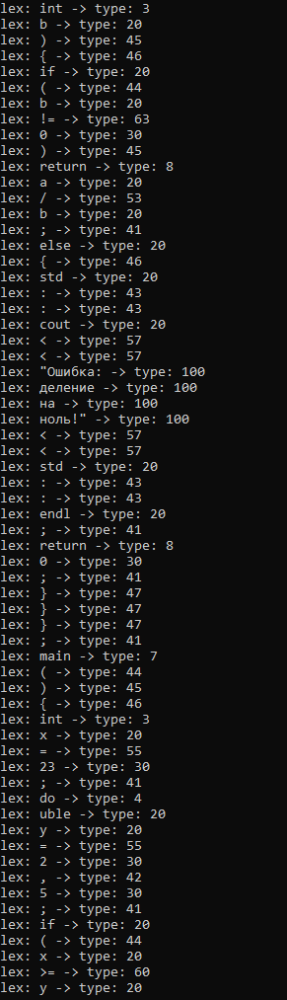 lex: int -> type: 3
lex: b -> type: 20
lex: ) -> type: 45
lex: { -> type: 46
lex: if -> type: 20
lex: ( -> type: 44
lex: b -> type: 20
lex: != -> type: 63
lex: 0 -> type: 30
lex: ) -> type: 45
lex: return -> type: 8
lex: a -> type: 20
lex: / -> type: 53
lex: b -> type: 20
lex: ; -> type: 41
lex: else -> type: 20
lex: { -> type: 46
lex: std -> type: 20
lex: : -> type: 43
lex: : -> type: 43
lex: cout -> type: 20
lex: < -> type: 57
lex: < -> type: 57
lex: "Ошибка: -> type: 100
lex: деление -> type: 100
lex: на -> type: 100
lex: ноль!" -> type: 100
lex: < -> type: 57
lex: < -> type: 57
lex: std -> type: 20
lex: : -> type: 43
lex: : -> type: 43
lex: endl -> type: 20
lex: ; -> type: 41
lex: return -> type: 8
lex: 0 -> type: 30
lex: ; -> type: 41
lex: } -> type: 47
lex: } -> type: 47
lex: } -> type: 47
lex: ; -> type: 41
lex: main -> type: 7
lex: ( -> type: 44
lex: ) -> type: 45
lex: { -> type: 46
lex: int -> type: 3
lex: x -> type: 20
lex: = -> type: 55
lex: 23 -> type: 30
lex: ; -> type: 41
lex: do -> type: 4
lex: uble -> type: 20
lex: y -> type: 20
lex: = -> type: 55
lex: 2 -> type: 30
lex: , -> type: 42
lex: 5 -> type: 30
lex: ; -> type: 41
lex: if -> type: 20
lex: ( -> type: 44
lex: x -> type: 20
lex: >= -> type: 60
lex: y -> type: 20